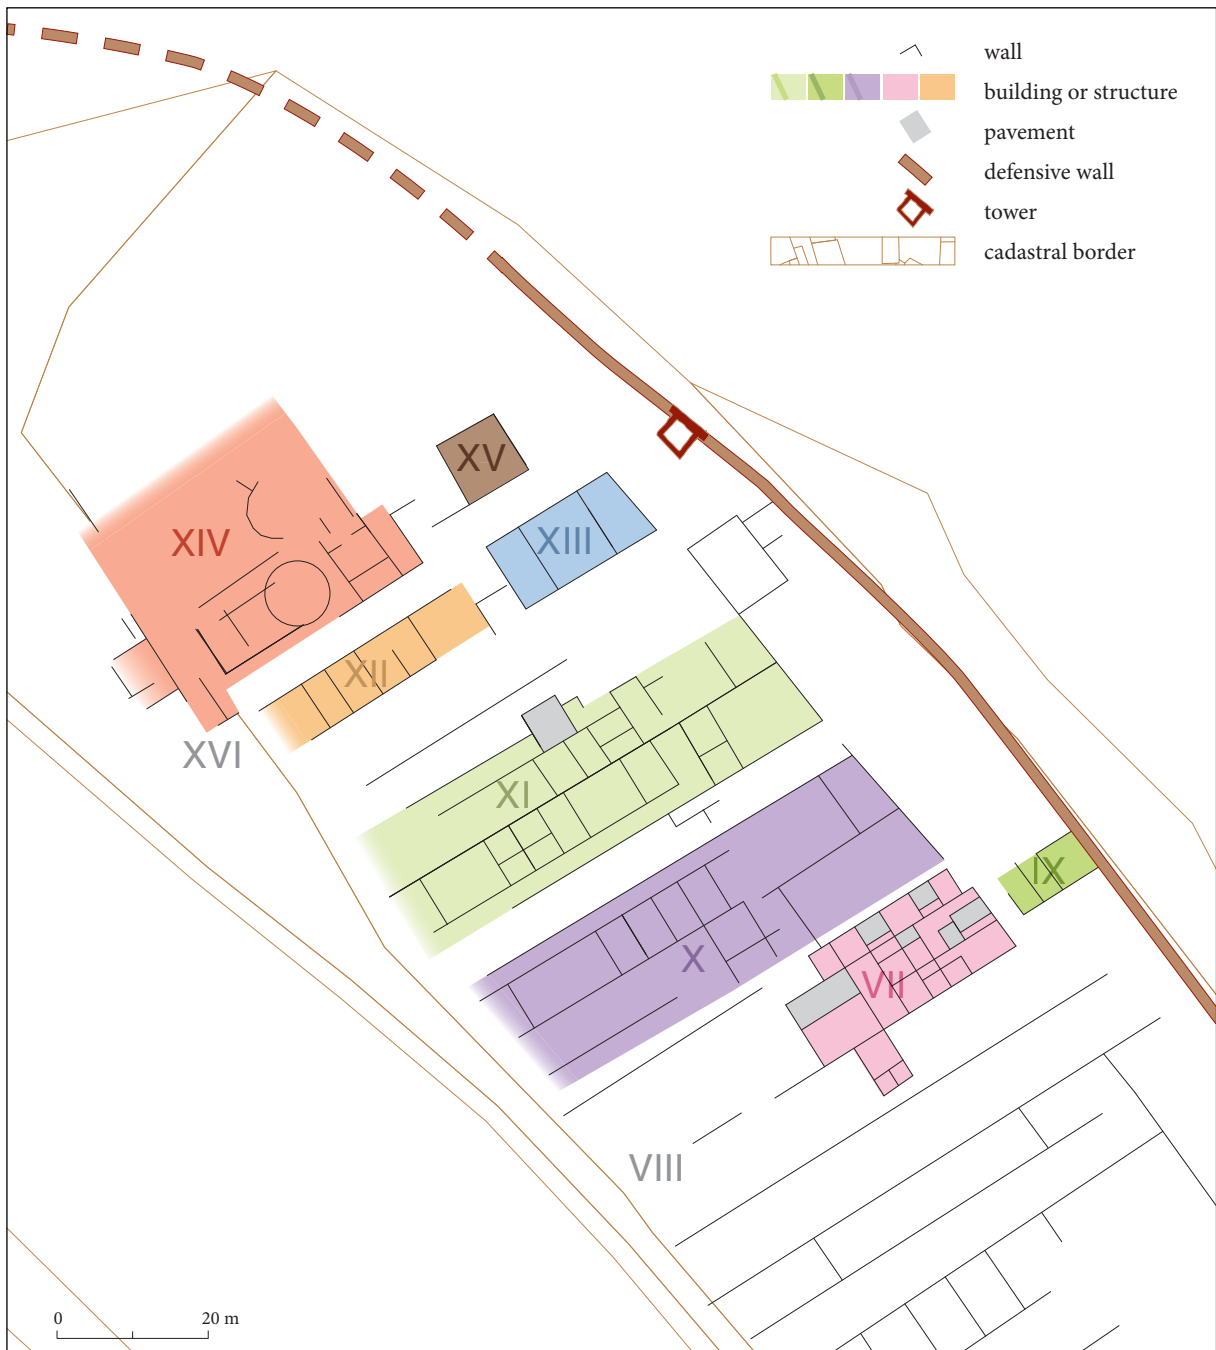 wall
building or structure
pavement
defensive wall
tower
cadastral border
XV
XIV
XIII
XII
XVI
XI
IX
X
VII
VIII
0 20 m